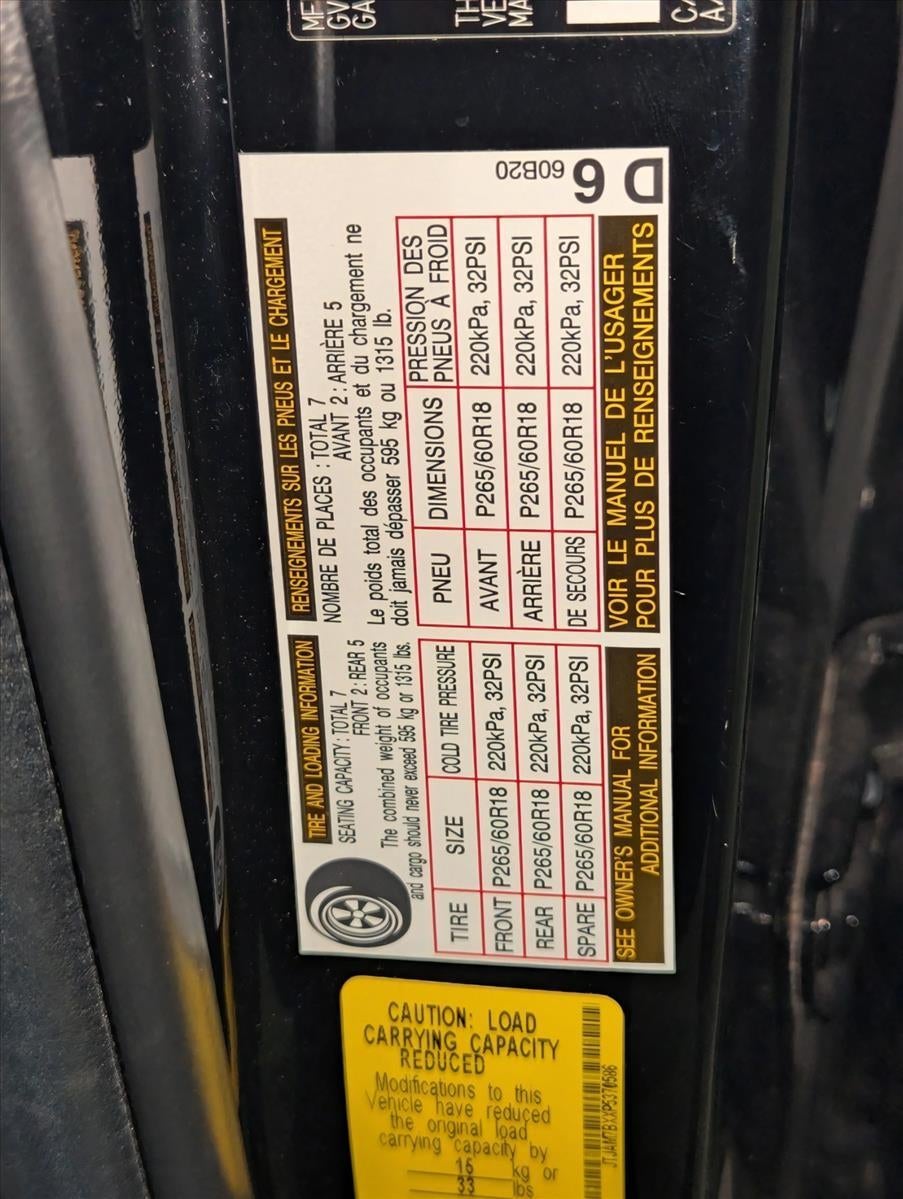 MF
GV
GA
TH
VE
MA
C
A
TIRE AND LOADING INFORMATION
SEATING CAPACITY: TOTAL 7
FRONT 2: REAR 5
The combined weight of occupants
and cargo should never exceed 595 kg or 1315 lbs.
TIRE SIZE COLD TIRE PRESSURE
FRONT P265/60R18 220kPa, 32PSI
REAR P265/60R18 220kPa, 32PSI
SPARE P265/60R18 220kPa, 32PSI
SEE OWNER'S MANUAL FOR
ADDITIONAL INFORMATION
RENSEIGNEMENTS SUR LES PNEUS ET LE CHARGEMENT
NOMBRE DE PLACES : TOTAL 7
AVANT 2: ARRIÈRE 5
Le poids total des occupants et du chargement ne
doit jamais dépasser 595 kg ou 1315 lb.
PNEU DIMENSIONS PRESSION DES
PNEUS À FROID
AVANT P265/60R18 220kPa, 32PSI
ARRIÈRE P265/60R18 220kPa, 32PSI
DE SECOURS P265/60R18 220kPa, 32PSI
VOIR LE MANUEL DE L'USAGER
POUR PLUS DE RENSEIGNEMENTS
60B20
6
D
CAUTION: LOAD
CARRYING CAPACITY
REDUCED
Modifications to this
Vehicle have reduced
the original load
carrying capacity by
15 kg or
33 lbs
JTJAM7BXXP5370586